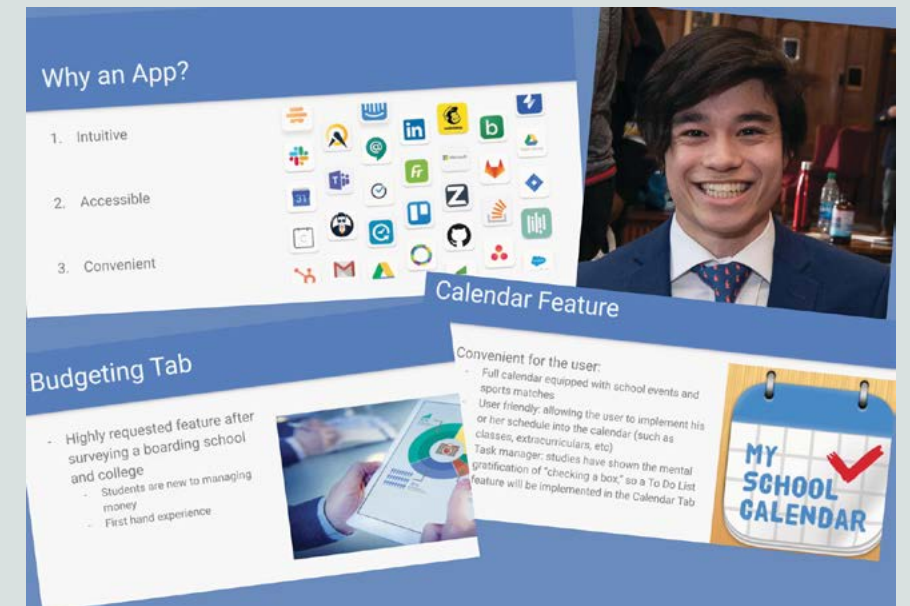 Why an App?
1. Intuitive
2. Accessible
3. Convenient
Budgeting Tab
- Highly requested feature after
surveying a boarding school
and college
- Students are new to managing
money
- First hand experience
Calendar Feature
Convenient for the user:
- Full calendar equipped with school events and
sports matches
- User friendly: allowing the user to implement his
or her schedule into the calendar (such as
classes, extracurriculars, etc)
Task manager: studies have shown the mental
gratification of "checking a box," so a To Do List
feature will be implemented in the Calendar Tab
MY
SCHOOL
CALENDAR